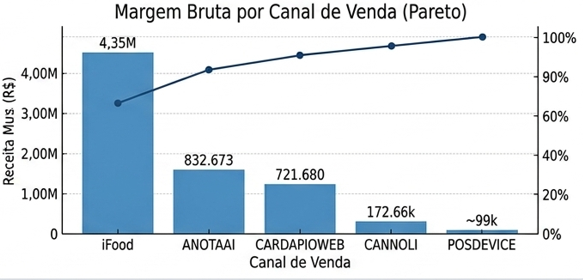 Margem Bruta por Canal de Venda (Pareto)
Receita Mus (R$)
4,00M
3,00M
2,00M
1,00M
0
4,35M
832.673
721.680
172.66k
~99k
100%
90%
60%
40%
20%
0%
iFood
ANOTAAI
CARDAPIOWEB
CANNOLI
POSDEVICE
Canal de Venda